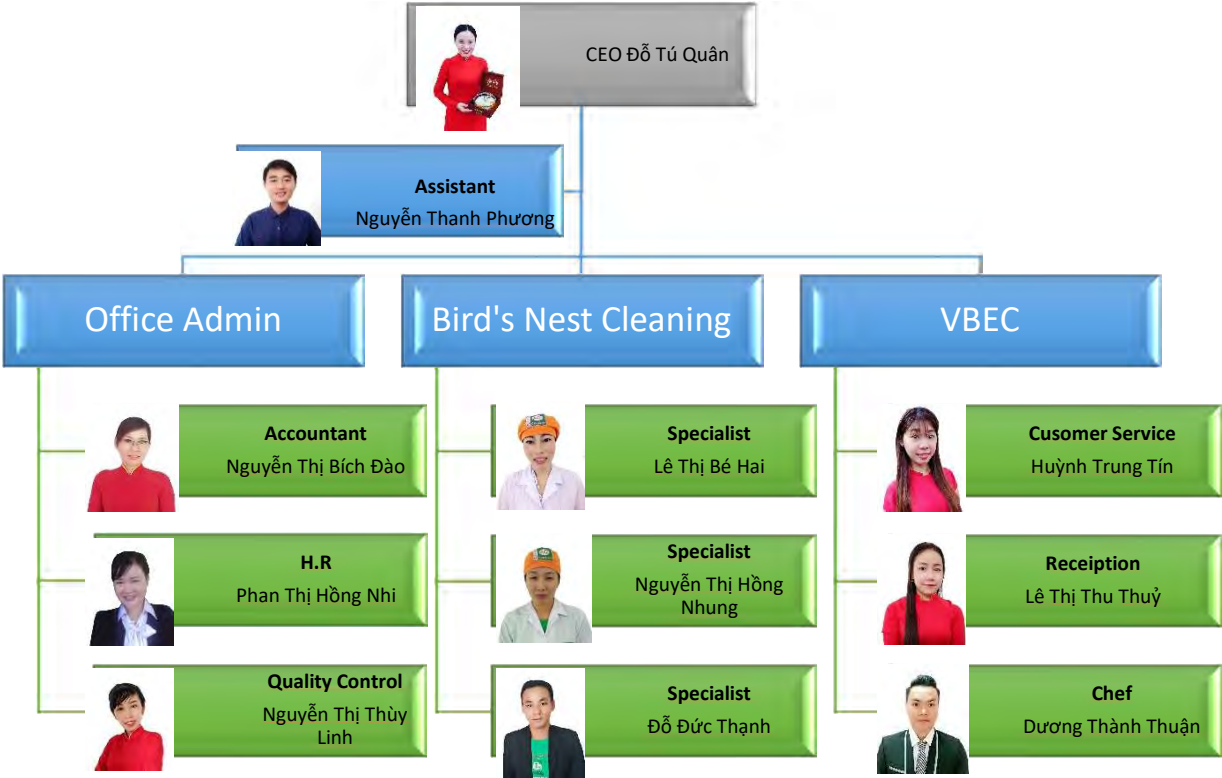 CEO Đỗ Tú Quân
Assistant
Nguyễn Thanh Phương
Office Admin
Bird's Nest Cleaning
VBEC
Accountant
Nguyễn Thị Bích Đào
Specialist
Lê Thị Bé Hai
Cusomer Service
Huỳnh Trung Tín
H.R
Phan Thị Hồng Nhi
Specialist
Nguyễn Thị Hồng
Nhung
Receiption
Lê Thị Thu Thuỷ
Quality Control
Nguyễn Thị Thùy
Linh
Specialist
Đỗ Đức Thạnh
Chef
Dương Thành Thuận